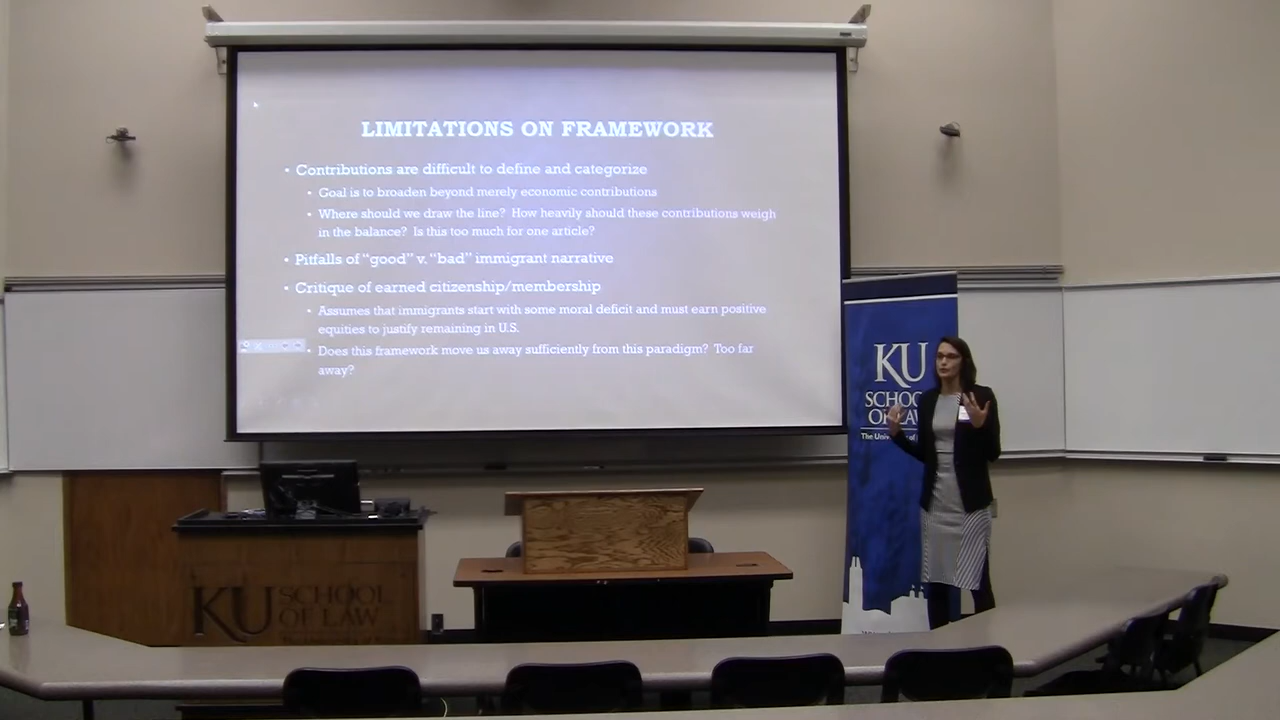 LIMITATIONS ON FRAMEWORK
• Contributions are difficult to define and categorize
• Goal is to broaden beyond merely economic contributions
• Where should we draw the line? How heavily should these contributions weigh
in the balance? Is this too much for one article?
• Pitfalls of “good” v. “bad” immigrant narrative
• Critique of earned citizenship/membership
• Assumes that immigrants start with some moral deficit and must earn positive
equities to justify remaining in U.S.
• Does this framework move us away sufficiently from this paradigm? Too far
away?
KU
SCHOO
OF LAW
The Univ
KU SCHOOL
OF LAW